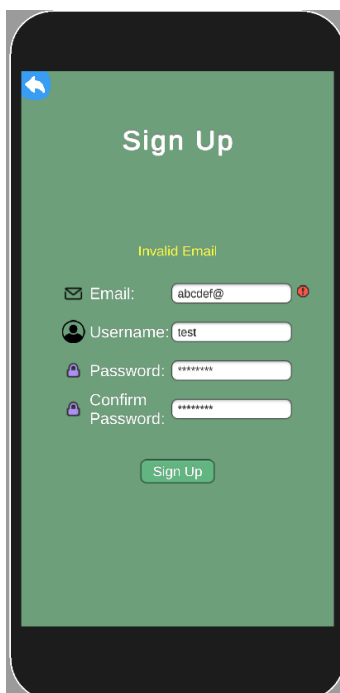 Sign Up
Invalid Email
Email: abcdef@
Username: test
Password: ********
Confirm
Password: ********
Sign Up